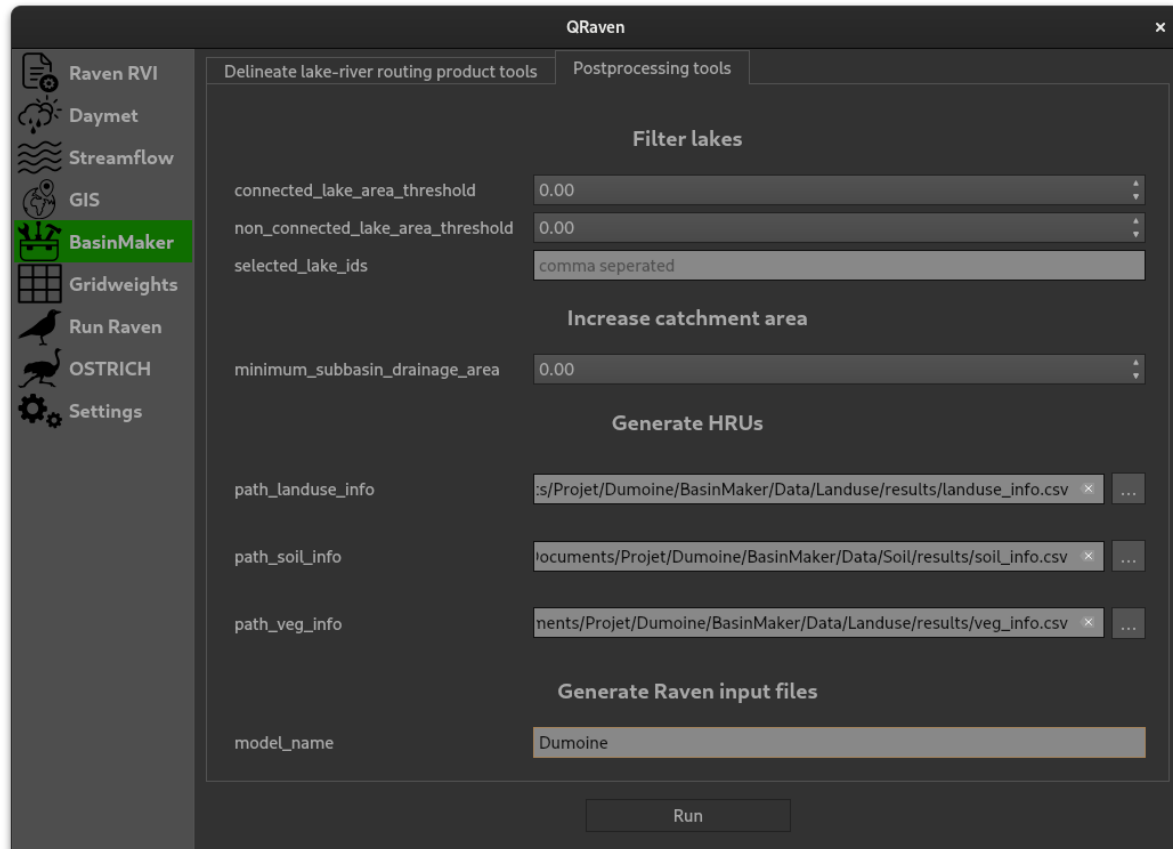 QRaven
×
Raven RVI
Daymet
Streamflow
GIS
BasinMaker
Gridweights
Run Raven
OSTRICH
Settings
Delineate lake-river routing product tools
Postprocessing tools
Filter lakes
connected_lake_area_threshold 0.00
non_connected_lake_area_threshold 0.00
selected_lake_ids comma seperated
Increase catchment area
minimum_subbasin_drainage_area 0.00
Generate HRUs
path_landuse_info :s/Projet/Dumoine/BasinMaker/Data/Landuse/results/landuse_info.csv ...
path_soil_info ocuments/Projet/Dumoine/BasinMaker/Data/Soil/results/soil_info.csv ...
path_veg_info ments/Projet/Dumoine/BasinMaker/Data/Landuse/results/veg_info.csv ...
Generate Raven input files
model_name Dumoine
Run